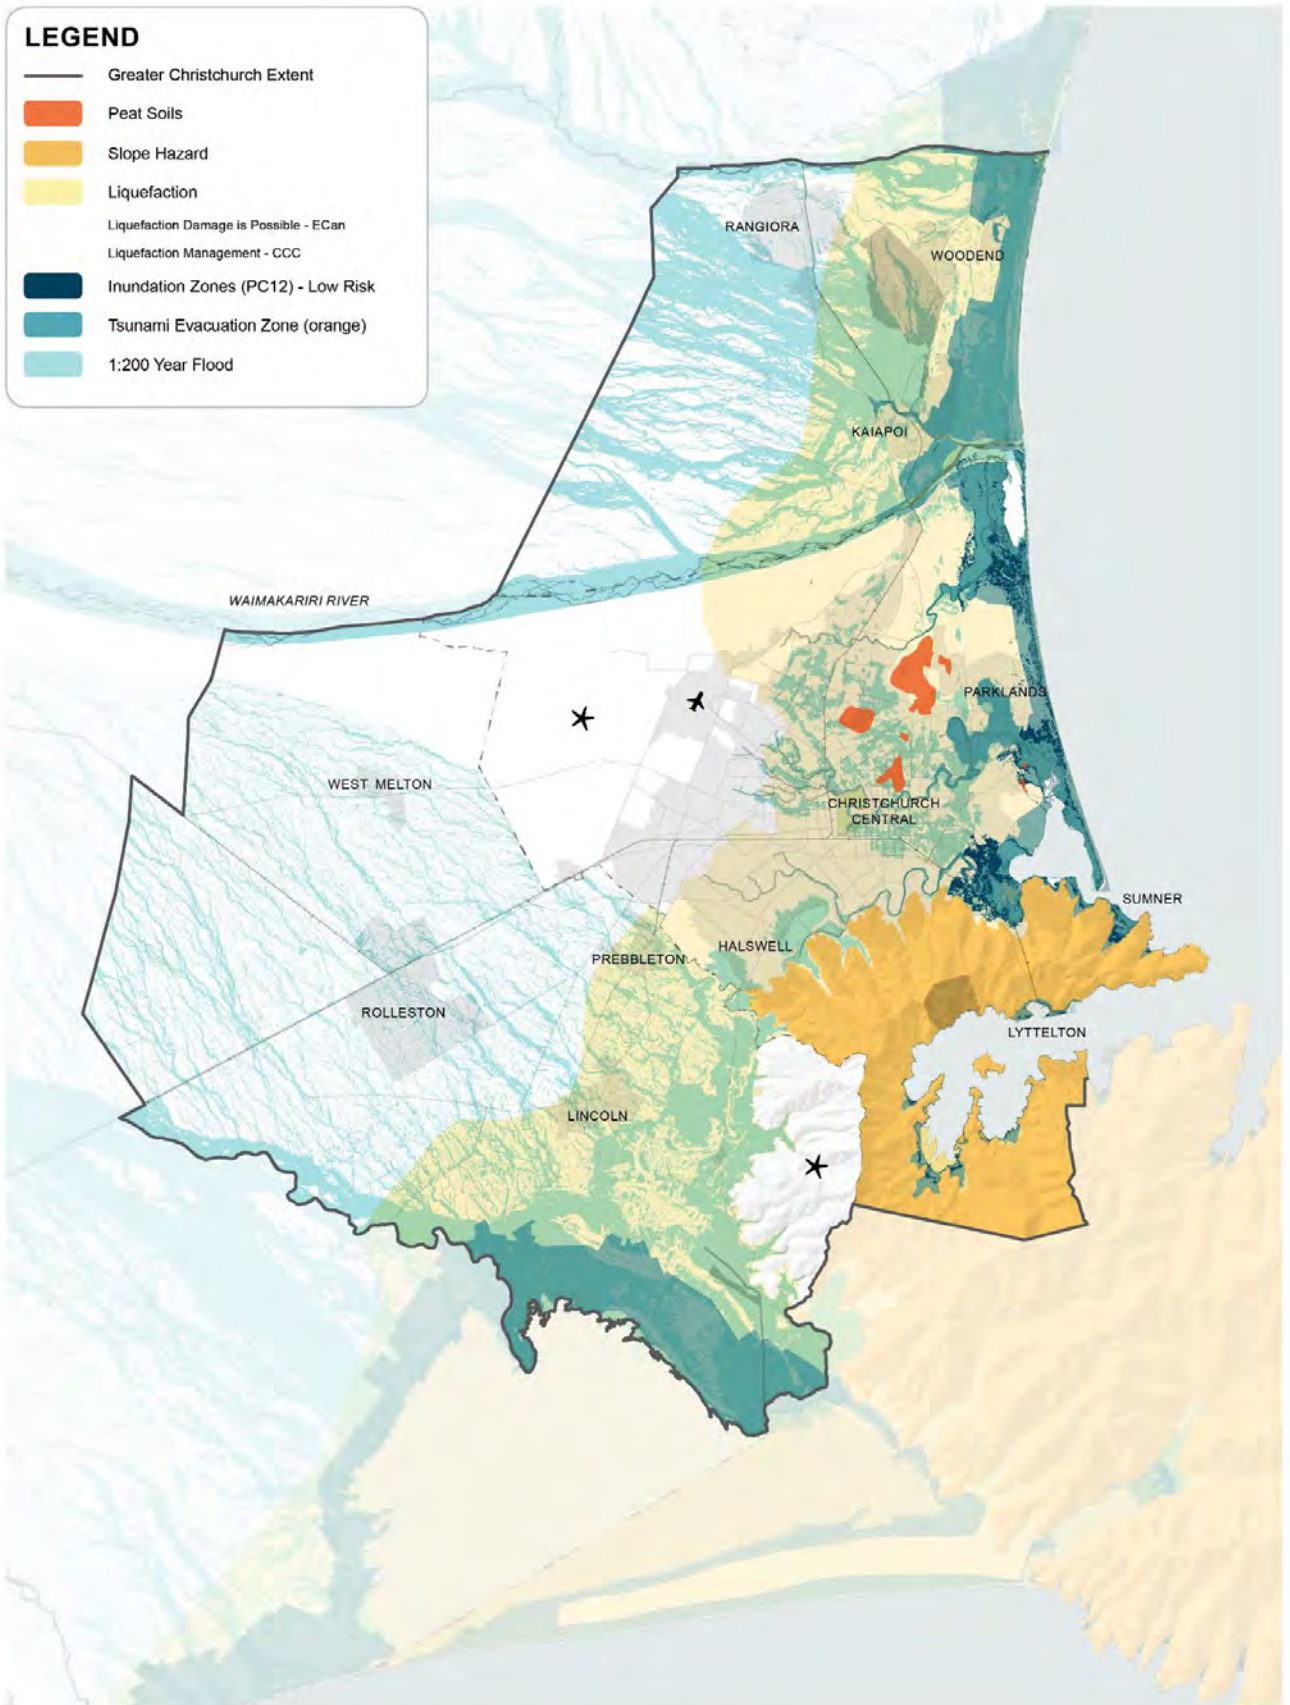 LEGEND
Greater Christchurch Extent
Peat Soils
Slope Hazard
Liquefaction
Liquefaction Damage is Possible - ECan
Liquefaction Management - CCC
Inundation Zones (PC12) - Low Risk
Tsunami Evacuation Zone (orange)
1:200 Year Flood
RANGIORA
WOODEND
KAIAPOI
WAIMAKARIRI RIVER
PARKLANDS
WEST MELTON
CHRISTCHURCH
CENTRAL
SUMNER
HALSWELL
PREBBLETON
ROLLESTON
LYTTELTON
LINCOLN